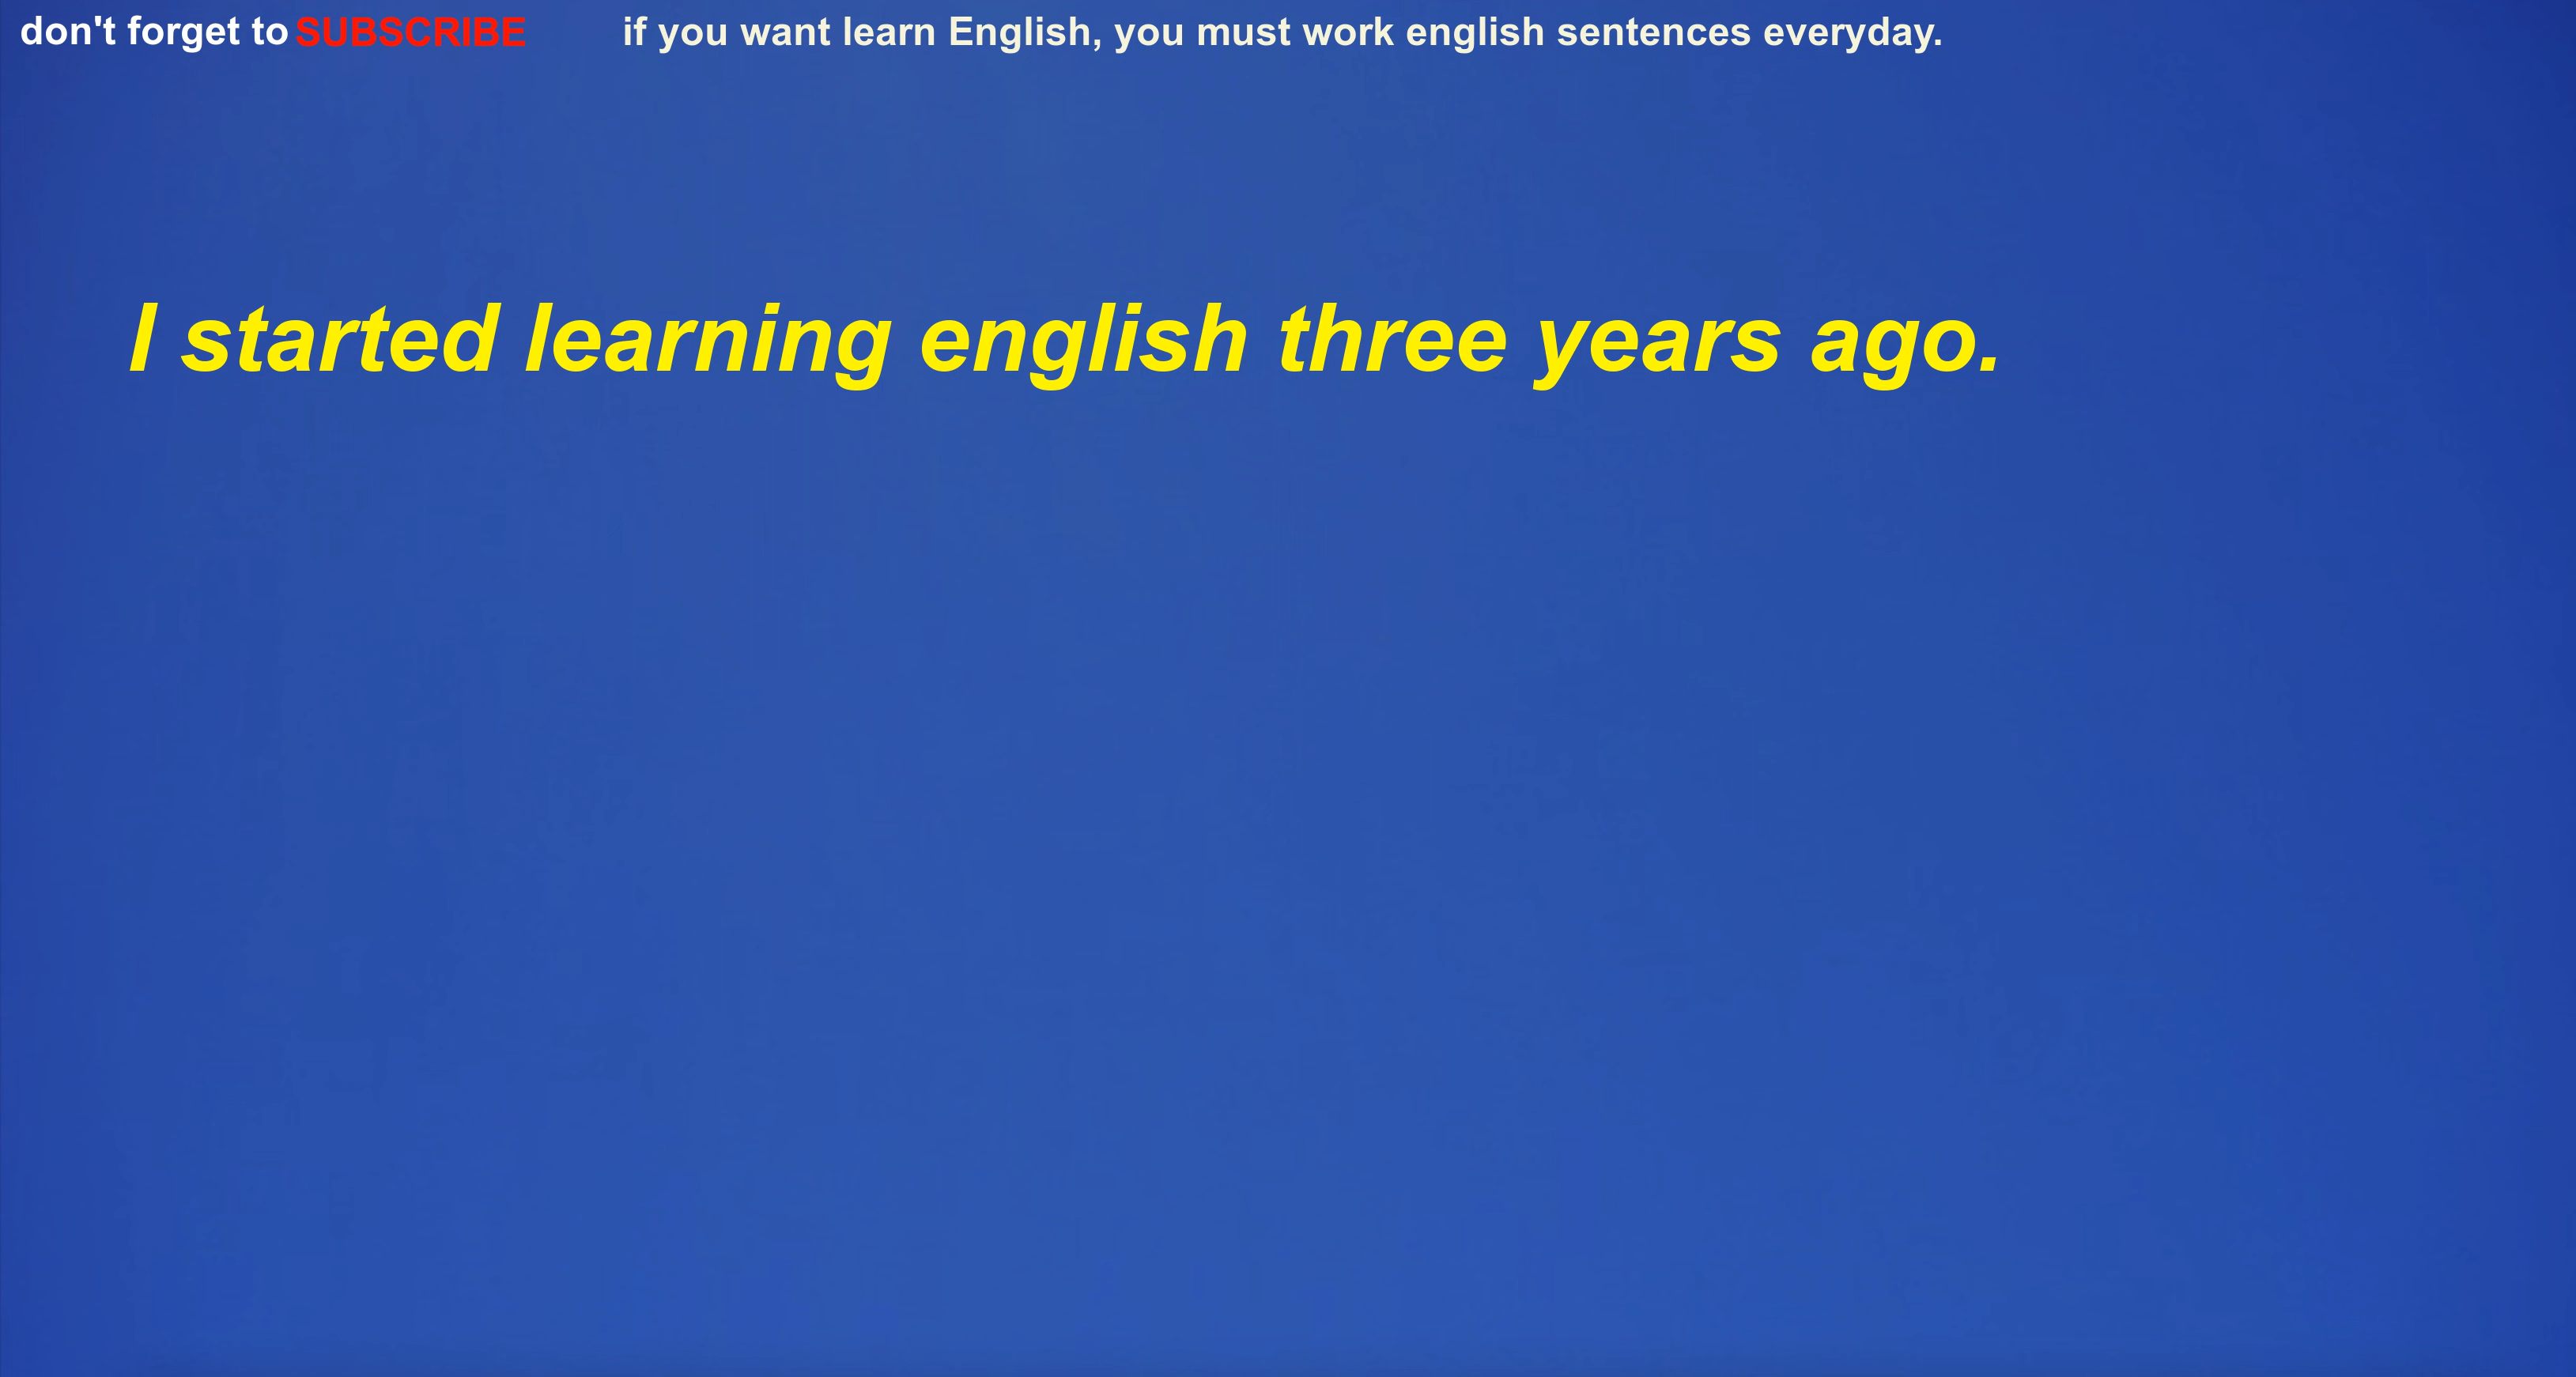 don't forget to SUBSCRIBE if you want learn English, you must work english sentences everyday.
I started learning english three years ago.